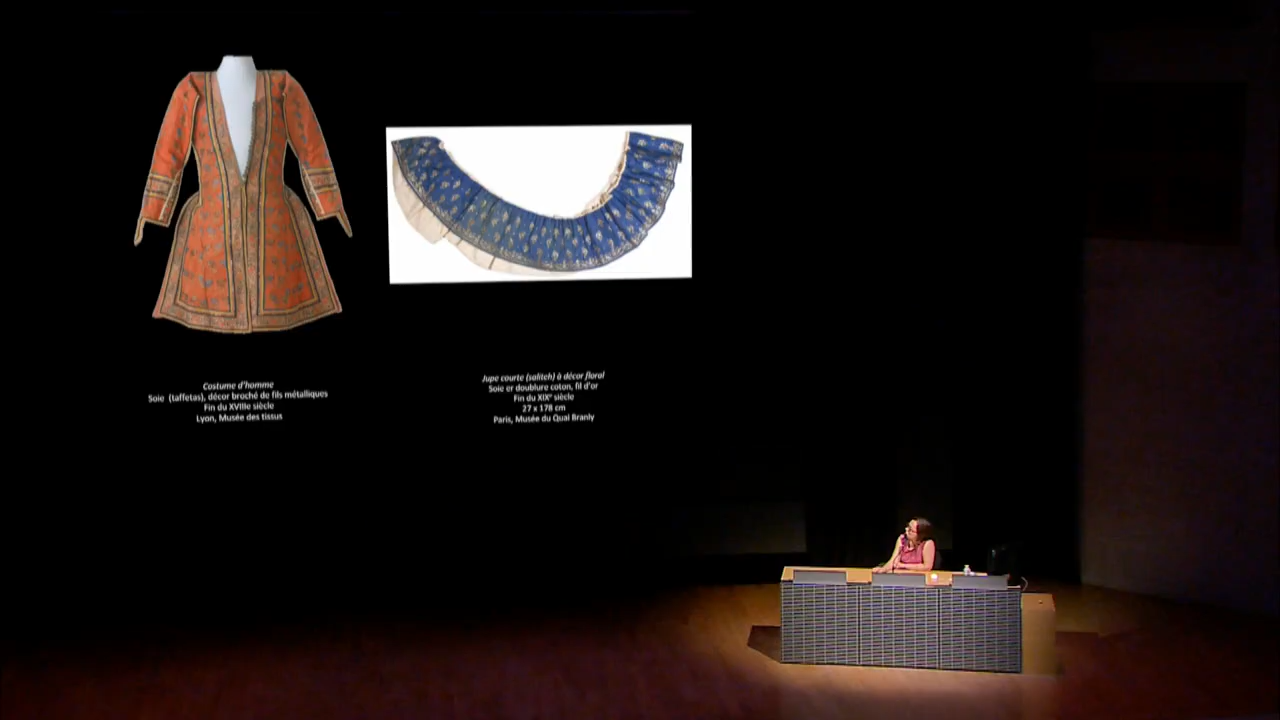 Costume d'homme
Soie (taffetas), décor broché de fils métalliques
Fin du XVIIIe siècle
Lyon, Musée des tissus
Jupe courte (saliteh) à décor floral
Soie er doublure coton, fil d'or
Fin du XIXe siècle
27 x 178 cm
Paris, Musée du Quai Branly